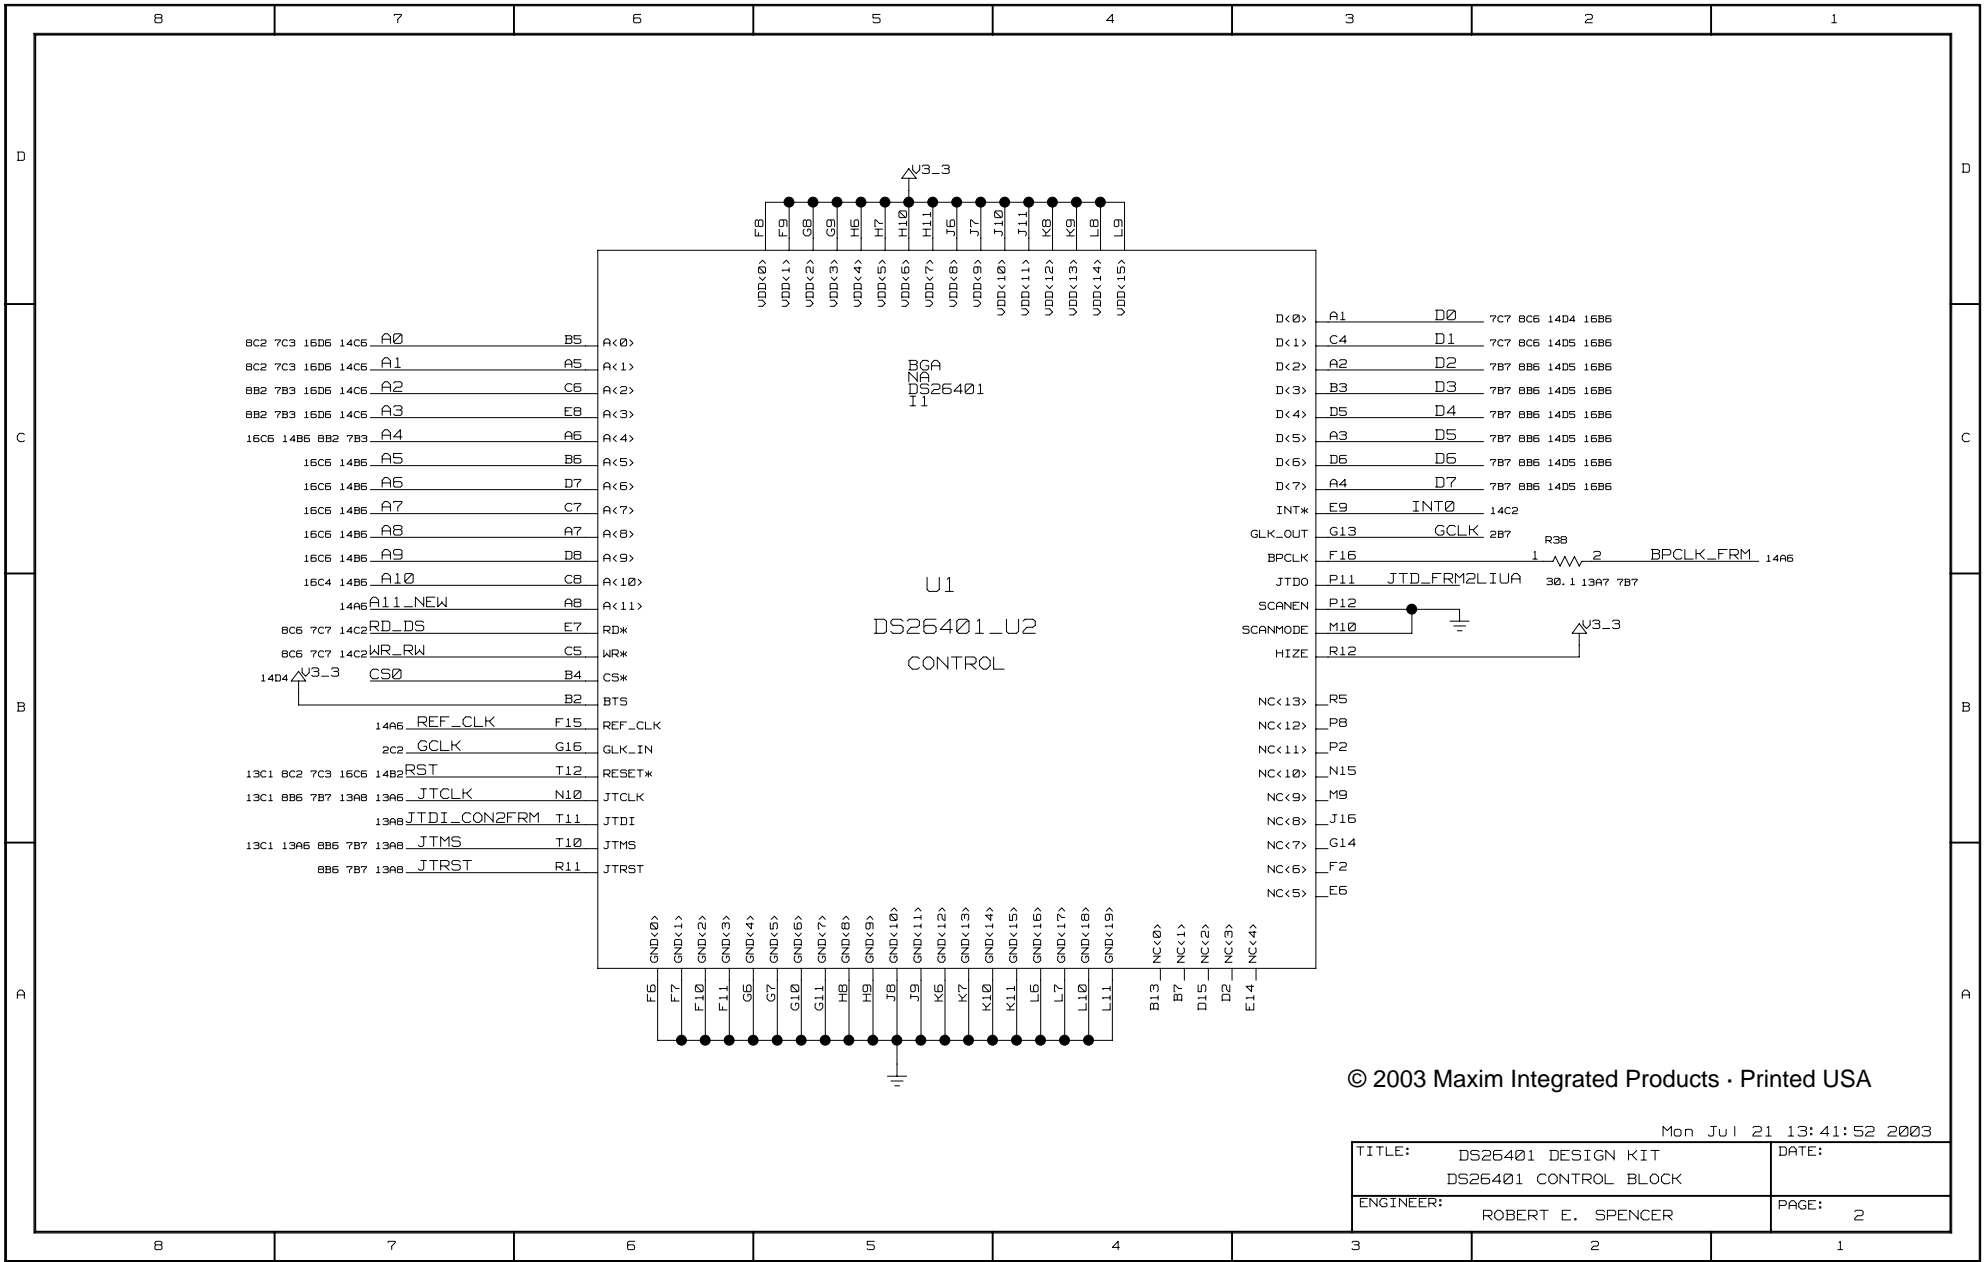 8 7 6 5 4 3 2 1
D D
C C
B B
A A
V3_3
F8 F9 G8 G9 H6 H7 H10 H11 J6 J7 J10 J11 K8 K9 L8 L9
VDD<0> VDD<1> VDD<2> VDD<3> VDD<4> VDD<5> VDD<6> VDD<7> VDD<8> VDD<9> VDD<10> VDD<11> VDD<12> VDD<13> VDD<14> VDD<15>
8C2 7C3 16D6 14C6 A0 B5 A<0>
8C2 7C3 16D6 14C6 A1 A5 A<1>
8B2 7B3 16D6 14C6 A2 C6 A<2>
8B2 7B3 16D6 14C6 A3 E8 A<3>
16C6 14B6 8B2 7B3 A4 A6 A<4>
16C6 14B6 A5 B6 A<5>
16C6 14B6 A6 D7 A<6>
16C6 14B6 A7 C7 A<7>
16C6 14B6 A8 A7 A<8>
16C6 14B6 A9 D8 A<9>
16C4 14B6 A10 C8 A<10>
14A6 A11_NEW A8 A<11>
8C6 7C7 14C2 RD_DS E7 RD*
8C6 7C7 14C2 WR_RW C5 WR*
14D4 V3_3 CS0 B4 CS*
B2 BTS
14A6 REF_CLK F15 REF_CLK
2C2 GCLK G16 GLK_IN
13C1 8C2 7C3 16C6 14B2 RST T12 RESET*
13C1 8B6 7B7 13A8 13A6 JTCLK N10 JTCLK
13A8 JTDI_CON2FRM T11 JTDI
13C1 13A6 8B6 7B7 13A8 JTMS T10 JTMS
8B6 7B7 13A8 JTRST R11 JTRST
BGA
NA
DS26401
I1
U1
DS26401_U2
CONTROL
D<0> A1 D0 7C7 8C6 14D4 16B6
D<1> C4 D1 7C7 8C6 14D5 16B6
D<2> A2 D2 7B7 8B6 14D5 16B6
D<3> B3 D3 7B7 8B6 14D5 16B6
D<4> D5 D4 7B7 8B6 14D5 16B6
D<5> A3 D5 7B7 8B6 14D5 16B6
D<6> D6 D6 7B7 8B6 14D5 16B6
D<7> A4 D7 7B7 8B6 14D5 16B6
INT* E9 INT0 14C2
GLK_OUT G13 GCLK 2B7
R38
BPCLK F16 1 2 BPCLK_FRM 14A6
JTDO P11 JTD_FRM2LIUA 30.1 13A7 7B7
SCANEN P12
SCANMODE M10 V3_3
HIZE R12
NC<13> R5
NC<12> P8
NC<11> P2
NC<10> N15
NC<9> M9
NC<8> J16
NC<7> G14
NC<6> F2
NC<5> E6
GND<0> GND<1> GND<2> GND<3> GND<4> GND<5> GND<6> GND<7> GND<8> GND<9> GND<10> GND<11> GND<12> GND<13> GND<14> GND<15> GND<16> GND<17> GND<18> GND<19> NC<0> NC<1> NC<2> NC<3> NC<4>
F6 F7 F10 F11 G6 G7 G10 G11 H8 H9 J8 J9 K6 K7 K10 K11 L6 L7 L10 L11 B13 B7 D15 D2 E14
© 2003 Maxim Integrated Products · Printed USA
Mon Jul 21 13:41:52 2003
TITLE: DS26401 DESIGN KIT DATE:
DS26401 CONTROL BLOCK
ENGINEER: ROBERT E. SPENCER PAGE: 2
8 7 6 5 4 3 2 1